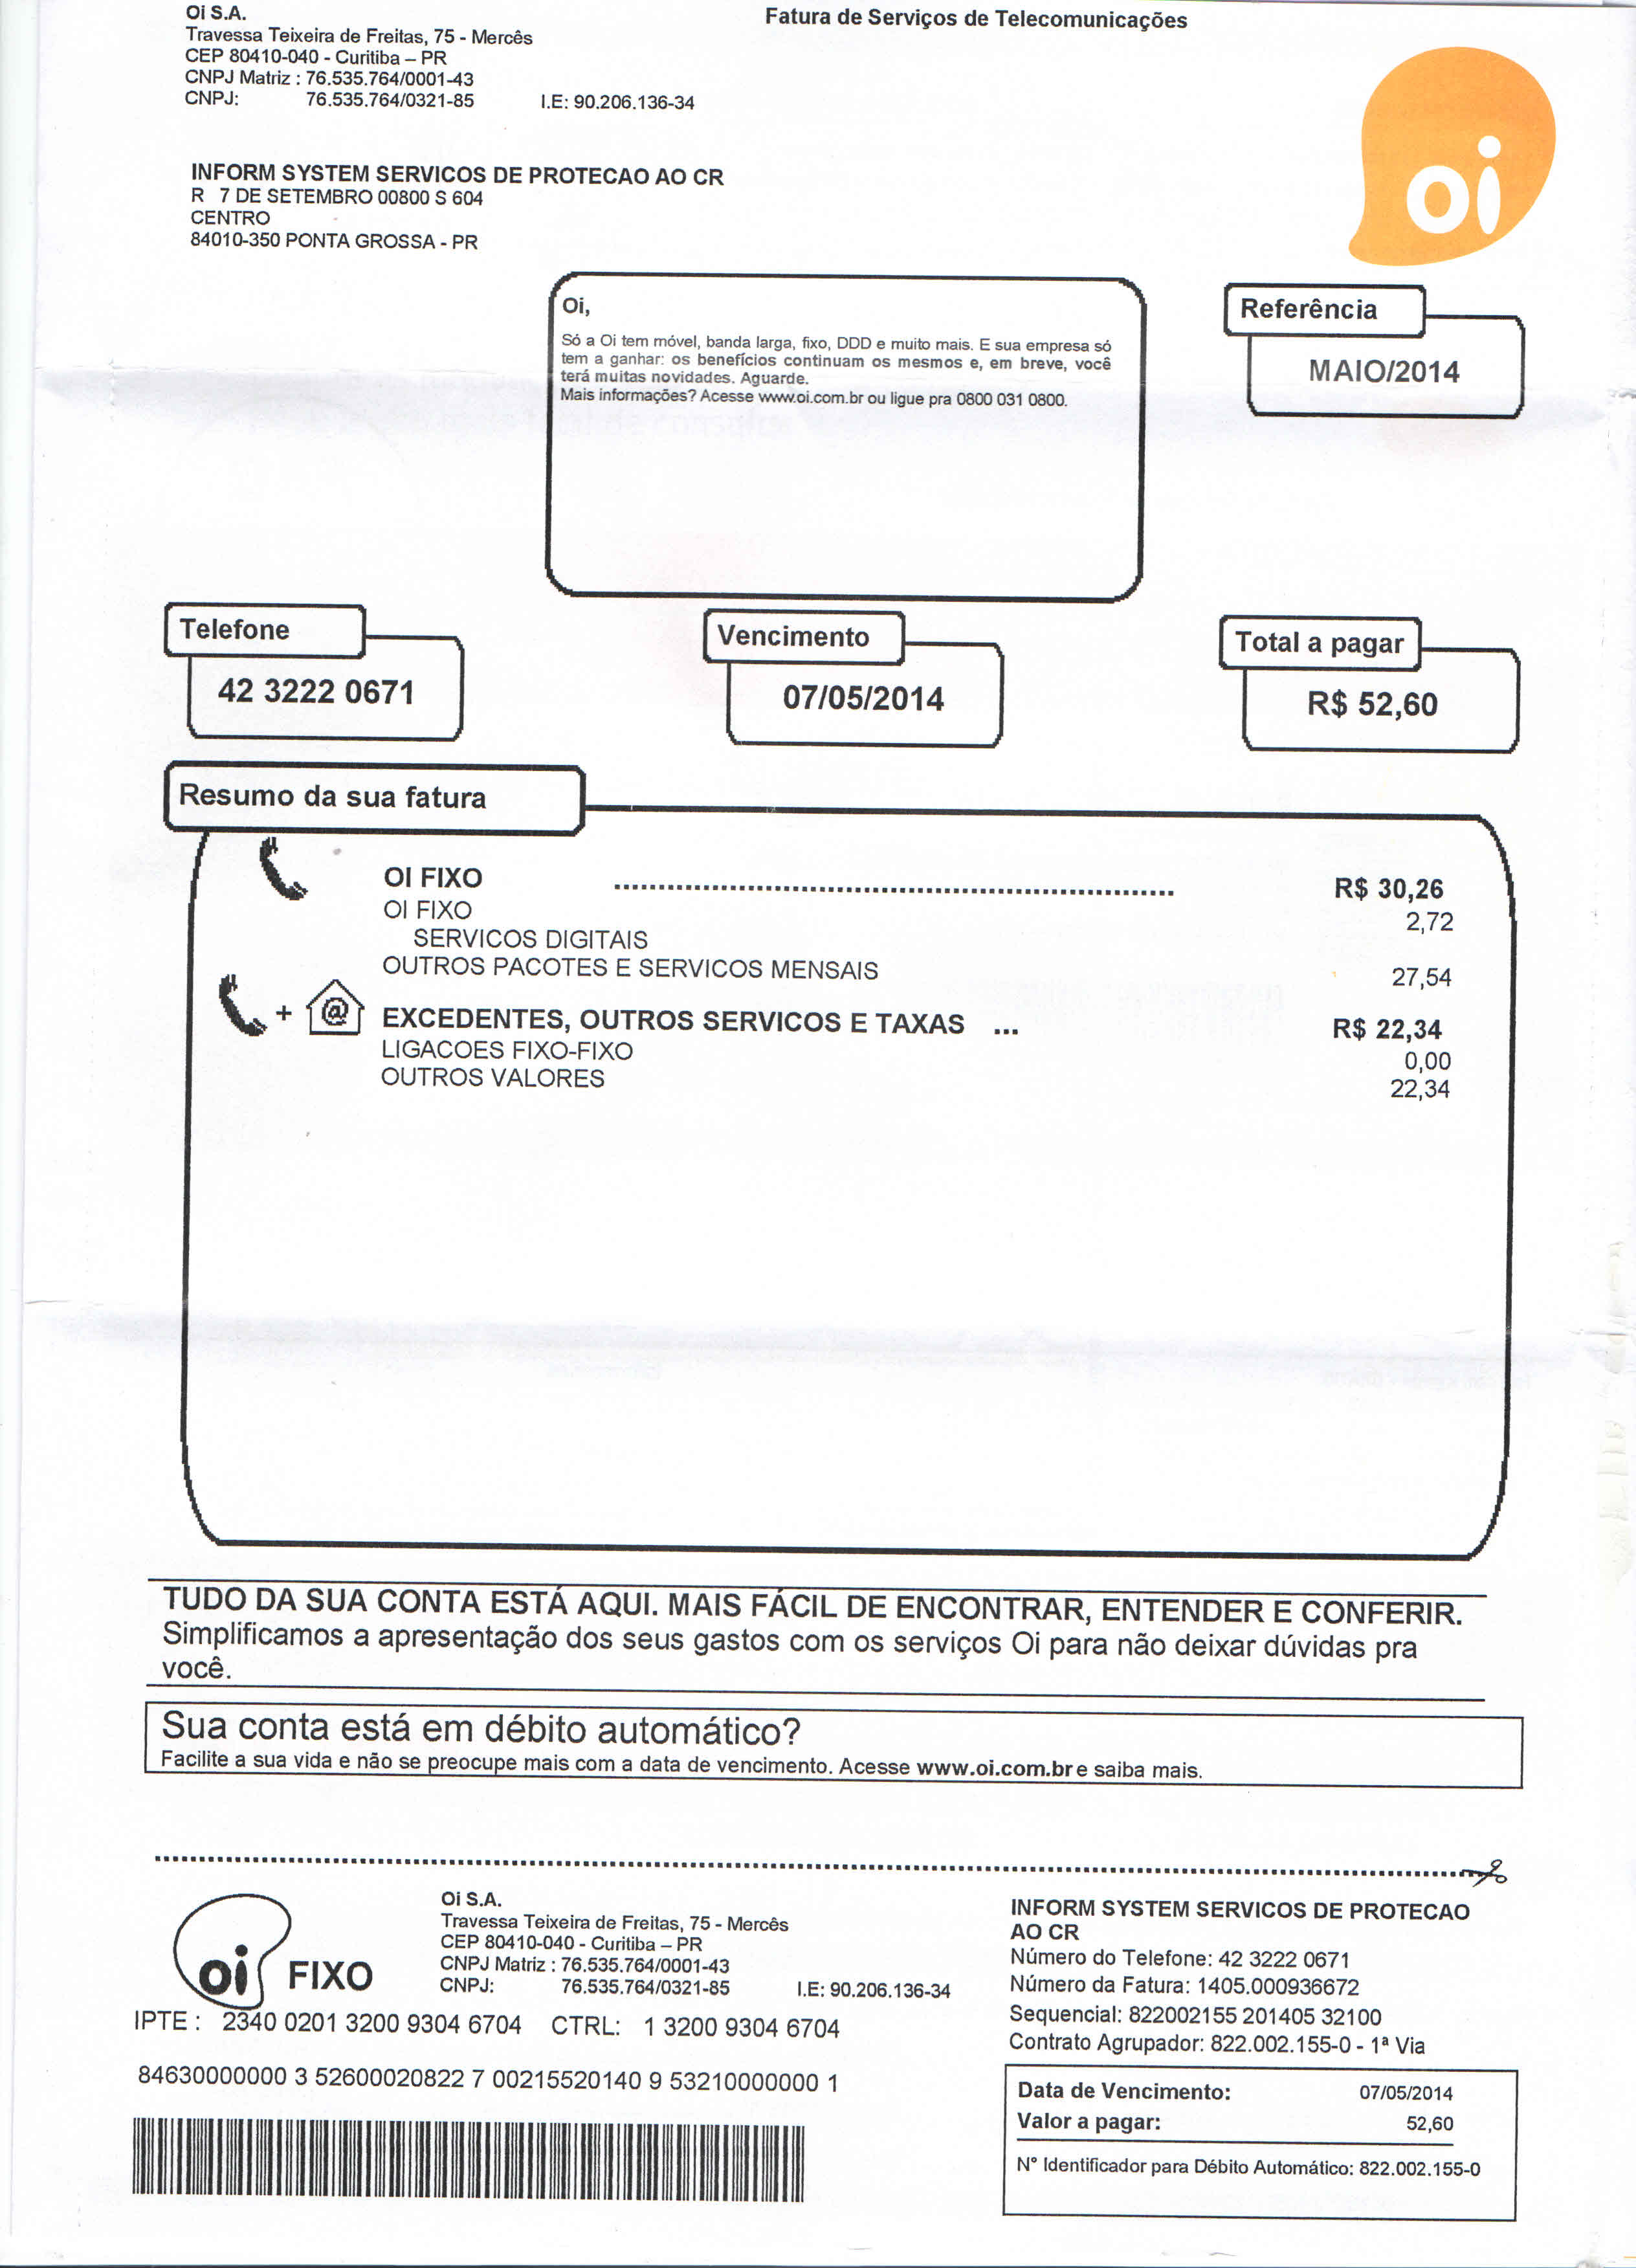 Oi S.A.
Travessa Teixeira de Freitas, 75 - Mercês
CEP 80410-040 - Curitiba – PR
CNPJ Matriz : 76.535.764/0001-43
CNPJ: 76.535.764/0321-85 I.E: 90.206.136-34
Fatura de Serviços de Telecomunicações
oi
INFORM SYSTEM SERVICOS DE PROTECAO AO CR
R 7 DE SETEMBRO 00800 S 604
CENTRO
84010-350 PONTA GROSSA - PR
Oi,
Só a Oi tem móvel, banda larga, fixo, DDD e muito mais. E sua empresa só
tem a ganhar: os benefícios continuam os mesmos e, em breve, você
terá muitas novidades. Aguarde.
Mais informações? Acesse www.oi.com.br ou ligue pra 0800 031 0800.
Referência
MAIO/2014
Telefone
42 3222 0671
Vencimento
07/05/2014
Total a pagar
R$ 52,60
Resumo da sua fatura
OI FIXO ........................................ R$ 30,26
OI FIXO 2,72
SERVICOS DIGITAIS
OUTROS PACOTES E SERVICOS MENSAIS 27,54
+ @ EXCEDENTES, OUTROS SERVICOS E TAXAS ... R$ 22,34
LIGACOES FIXO-FIXO 0,00
OUTROS VALORES 22,34
TUDO DA SUA CONTA ESTÁ AQUI. MAIS FÁCIL DE ENCONTRAR, ENTENDER E CONFERIR.
Simplificamos a apresentação dos seus gastos com os serviços Oi para não deixar dúvidas pra
você.
Sua conta está em débito automático?
Facilite a sua vida e não se preocupe mais com a data de vencimento. Acesse www.oi.com.br e saiba mais.
oi FIXO
Oi S.A.
Travessa Teixeira de Freitas, 75 - Mercês
CEP 80410-040 - Curitiba – PR
CNPJ Matriz : 76.535.764/0001-43
CNPJ: 76.535.764/0321-85 I.E: 90.206.136-34
IPTE : 2340 0201 3200 9304 6704 CTRL: 1 3200 9304 6704
84630000000 3 52600020822 7 00215520140 9 53210000000 1
INFORM SYSTEM SERVICOS DE PROTECAO
AO CR
Número do Telefone: 42 3222 0671
Número da Fatura: 1405.000936672
Sequencial: 822002155 201405 32100
Contrato Agrupador: 822.002.155-0 - 1ª Via
Data de Vencimento: 07/05/2014
Valor a pagar: 52,60
N° Identificador para Débito Automático: 822.002.155-0